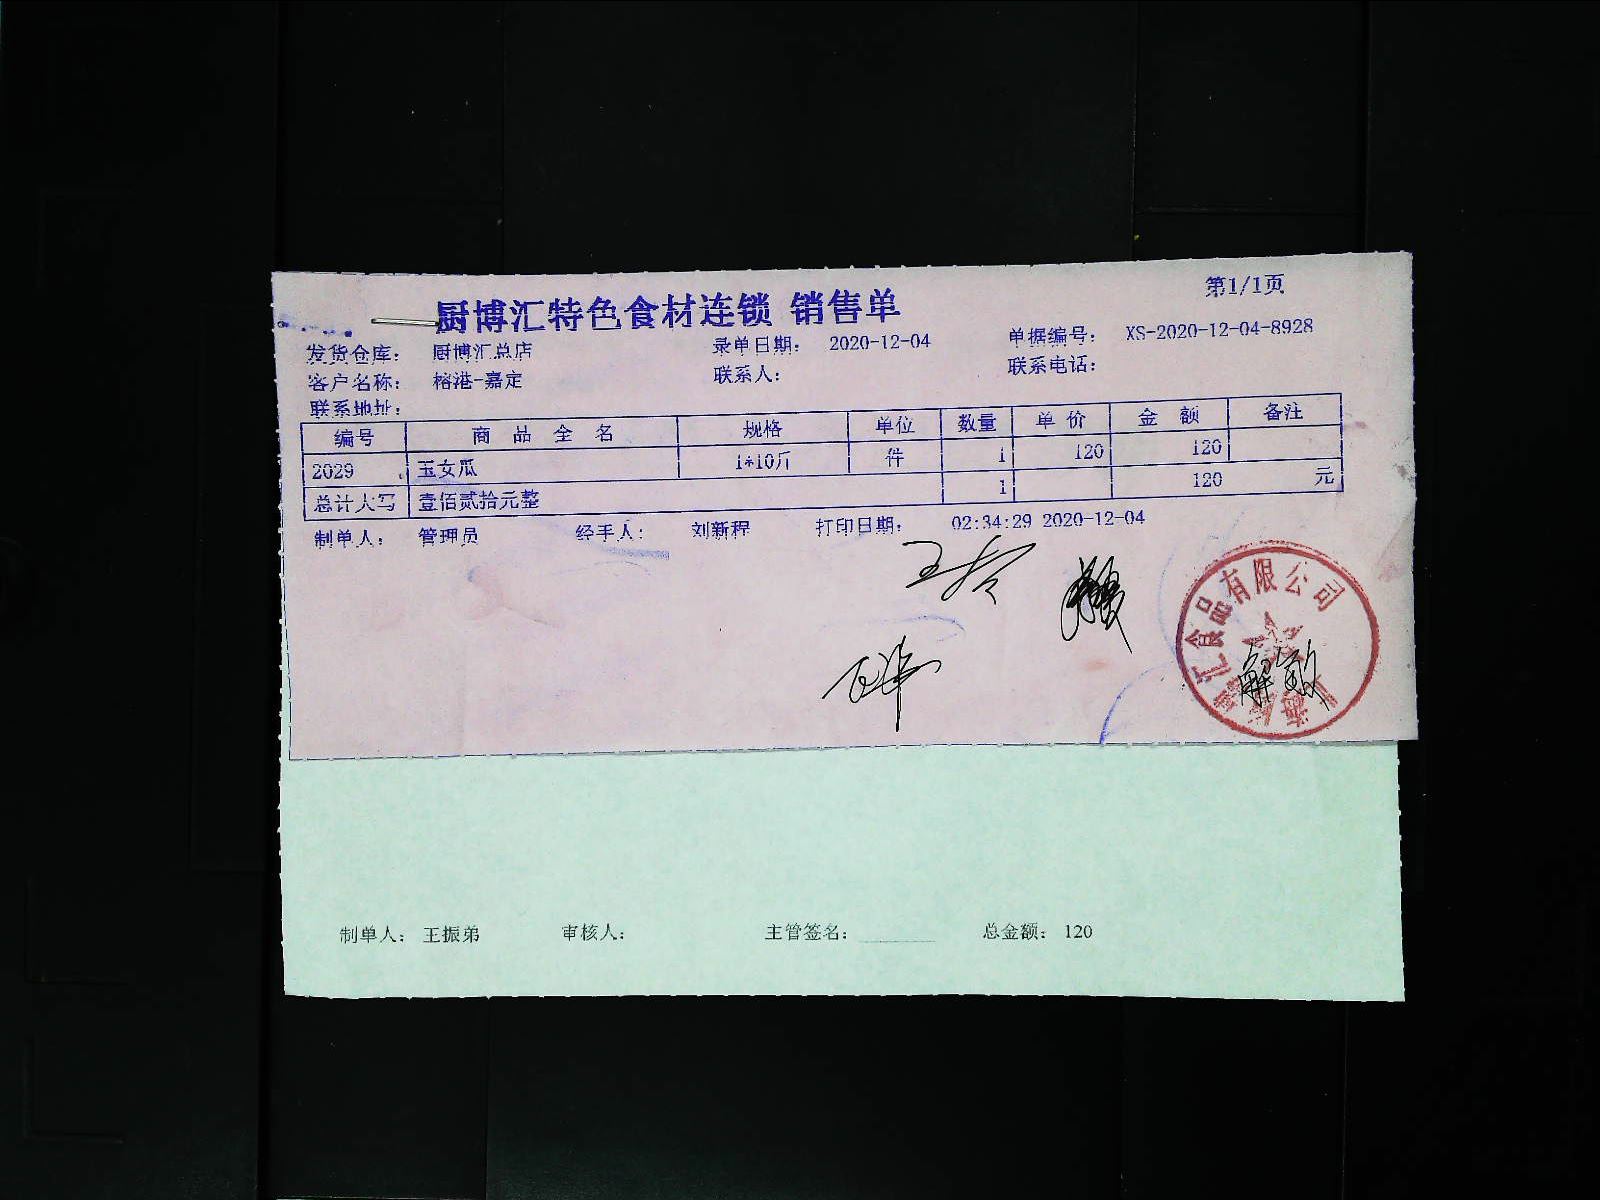 第1/1页
厨博汇特色食材连锁 销售单
发货仓库： 厨博汇总店 录单日期： 2020-12-04 单据编号： XS-2020-12-04-8928
客户名称： 榕港-嘉定 联系人： 联系电话：
联系地址：
编号 商品全名 规格 单位 数量 单价 金额 备注
2029 玉女瓜 1*10斤 件 1 120 120
总计大写 壹佰贰拾元整 1 120 元
制单人： 管理员 经手人： 刘新程 打印日期： 02:34:29 2020-12-04
汇食品有限公司
制单人： 王振弟 审核人： 主管签名： 总金额： 120